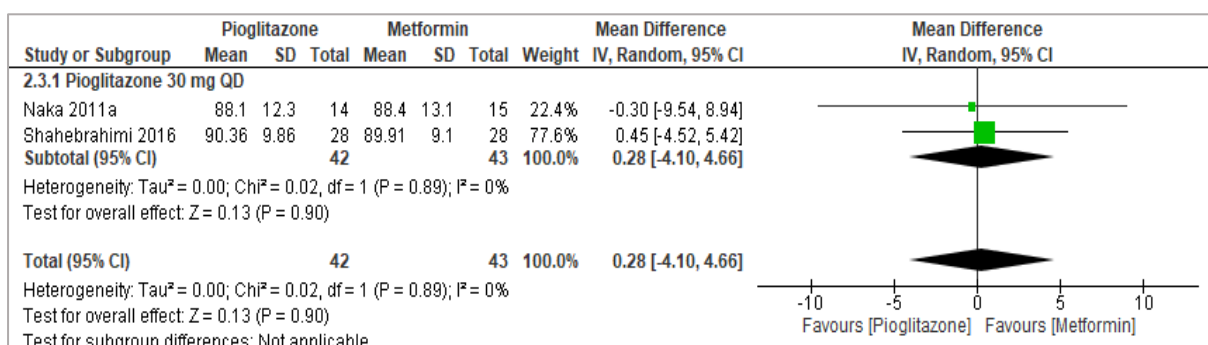 Pioglitazone Metformin Mean Difference Mean Difference
Study or Subgroup Mean SD Total Mean SD Total Weight IV, Random, 95% CI IV, Random, 95% CI
2.3.1 Pioglitazone 30 mg QD
Naka 2011a 88.1 12.3 14 88.4 13.1 15 22.4% -0.30 [-9.54, 8.94]
Shahebrahimi 2016 90.36 9.86 28 89.91 9.1 28 77.6% 0.45 [-4.52, 5.42]
Subtotal (95% CI) 42 43 100.0% 0.28 [-4.10, 4.66]
Heterogeneity: Tau² = 0.00; Chi² = 0.02, df = 1 (P = 0.89); I² = 0%
Test for overall effect: Z = 0.13 (P = 0.90)
Total (95% CI) 42 43 100.0% 0.28 [-4.10, 4.66]
Heterogeneity: Tau² = 0.00; Chi² = 0.02, df = 1 (P = 0.89); I² = 0%
Test for overall effect: Z = 0.13 (P = 0.90)
Test for subgroup differences: Not applicable
-10 -5 0 5 10
Favours [Pioglitazone] Favours [Metformin]